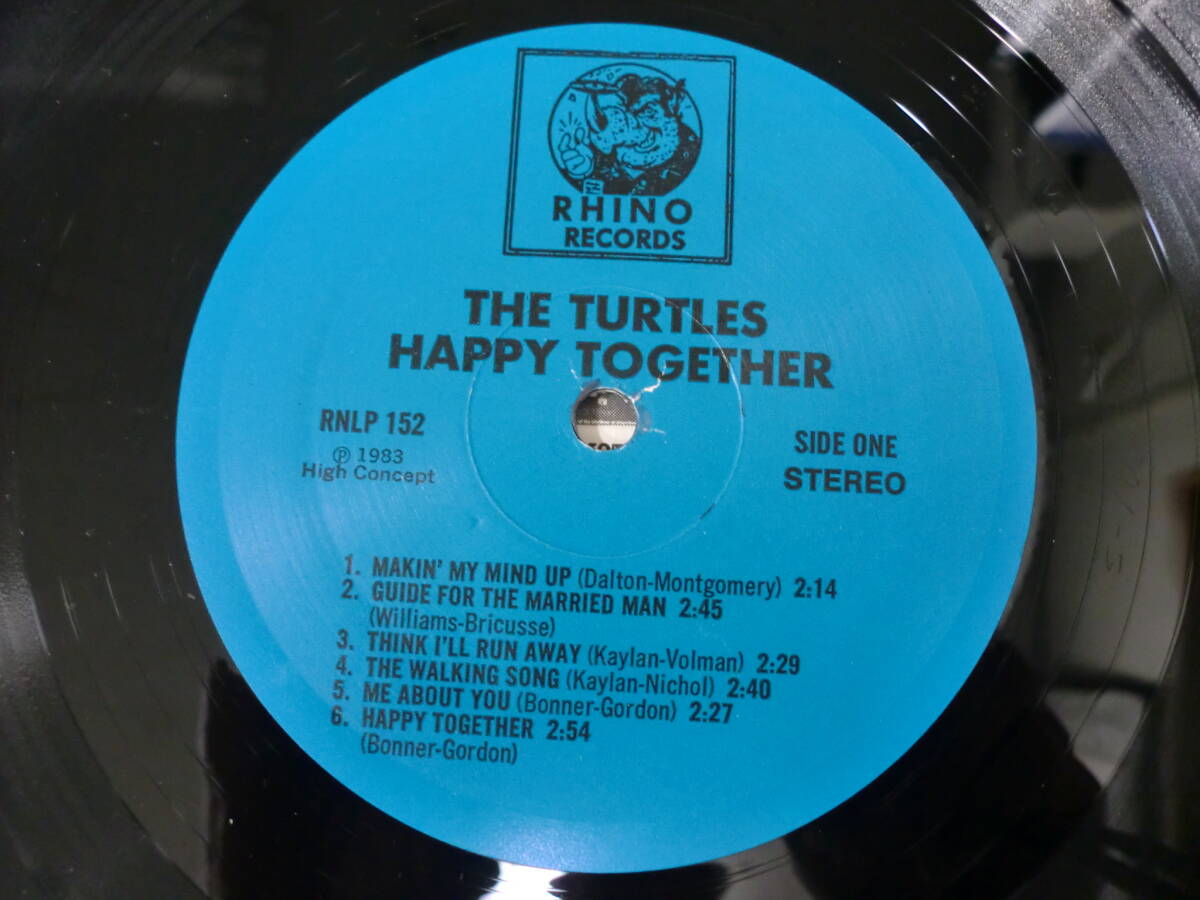 RHINO
RECORDS
THE TURTLES
HAPPY TOGETHER
RNLP 152
℗ 1983
High Concept
SIDE ONE
STEREO
1. MAKIN' MY MIND UP (Dalton-Montgomery) 2:14
2. GUIDE FOR THE MARRIED MAN 2:45
(Williams-Bricusse)
3. THINK I'LL RUN AWAY (Kaylan-Volman) 2:29
4. THE WALKING SONG (Kaylan-Nichol) 2:40
5. ME ABOUT YOU (Bonner-Gordon) 2:27
6. HAPPY TOGETHER 2:54
(Bonner-Gordon)